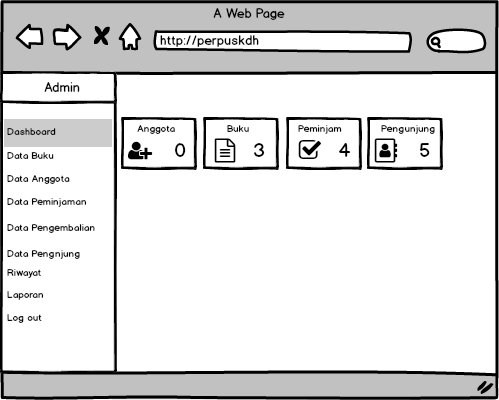 A Web Page
http://perpuskdh
Admin
Dashboard
Data Buku
Data Anggota
Data Peminjaman
Data Pengembalian
Data Pengnjung
Riwayat
Laporan
Log out
Anggota
0
Buku
3
Peminjam
4
Pengunjung
5